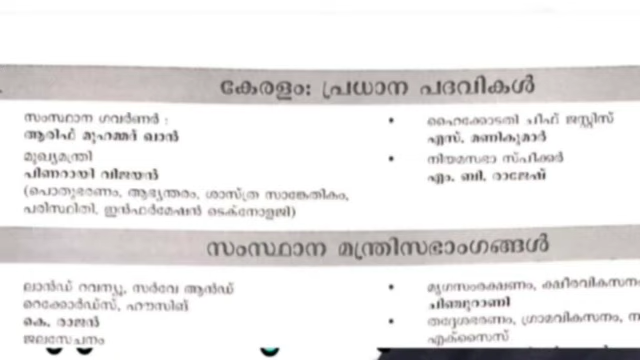 കേരളം: പ്രധാന പദവികൾ
സംസ്ഥാന ഗവർണർ :
ആരിഫ് മുഹമ്മദ് ഖാൻ
മുഖ്യമന്ത്രി
പിണറായി വിജയൻ
(പൊതുഭരണം, ആഭ്യന്തരം, ശാസ്ത്ര സാങ്കേതികം,
പരിസ്ഥിതി, ഇൻഫർമേഷൻ ടെക്നോളജി)
• ഹൈക്കോടതി ചീഫ് ജസ്റ്റിസ്
എസ്. മണികുമാർ
• നിയമസഭാ സ്പീക്കർ
എം. ബി. രാജേഷ്
സംസ്ഥാന മന്ത്രിസഭാംഗങ്ങൾ
ലാൻഡ് റവന്യൂ, സർവേ ആൻഡ്
റെക്കോർഡ്സ്, ഹൗസിങ്
കെ. രാജൻ
ജലസേചനം
• മൃഗസംരക്ഷണം, ക്ഷീരവികസനം
ചിഞ്ചുറാണി
• തദ്ദേശഭരണം, ഗ്രാമവികസനം,
എക്സൈസ്